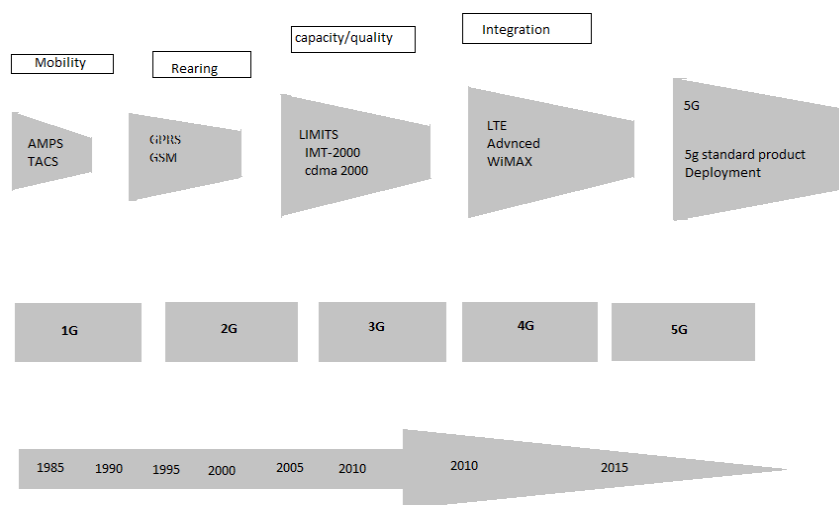 Mobility
Rearing
capacity/quality
Integration
AMPS
TACS
GPRS
GSM
LIMITS
IMT-2000
cdma 2000
LTE
Advnced
WiMAX
5G
5g standard product
Deployment
1G
2G
3G
4G
5G
1985 1990 1995 2000 2005 2010 2010 2015